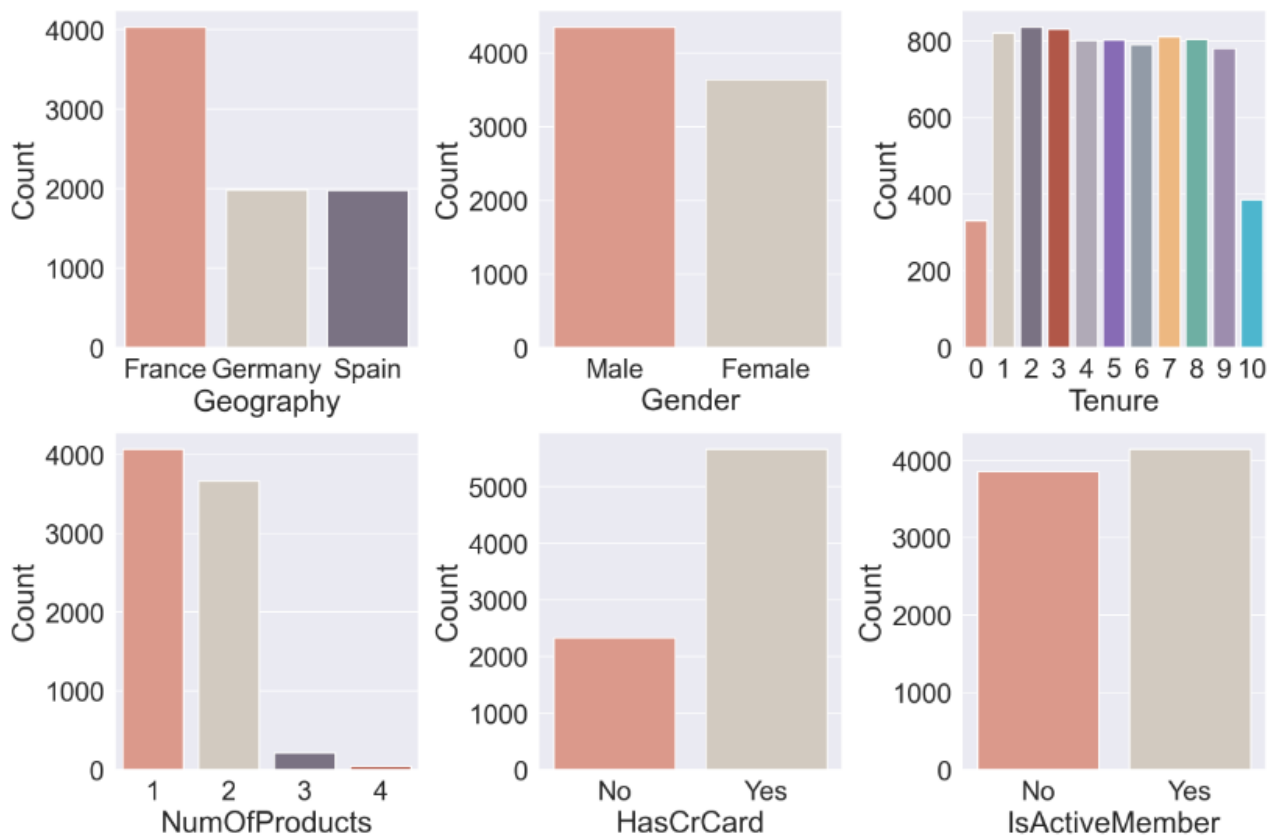 4000
3000
2000
1000
0
Count
France Germany Spain
Geography
4000
3000
2000
1000
0
Count
Male Female
Gender
800
600
400
200
0
Count
0 1 2 3 4 5 6 7 8 9 10
Tenure
4000
3000
2000
1000
0
Count
1 2 3 4
NumOfProducts
5000
4000
3000
2000
1000
0
Count
No Yes
HasCrCard
4000
3000
2000
1000
0
Count
No Yes
IsActiveMember